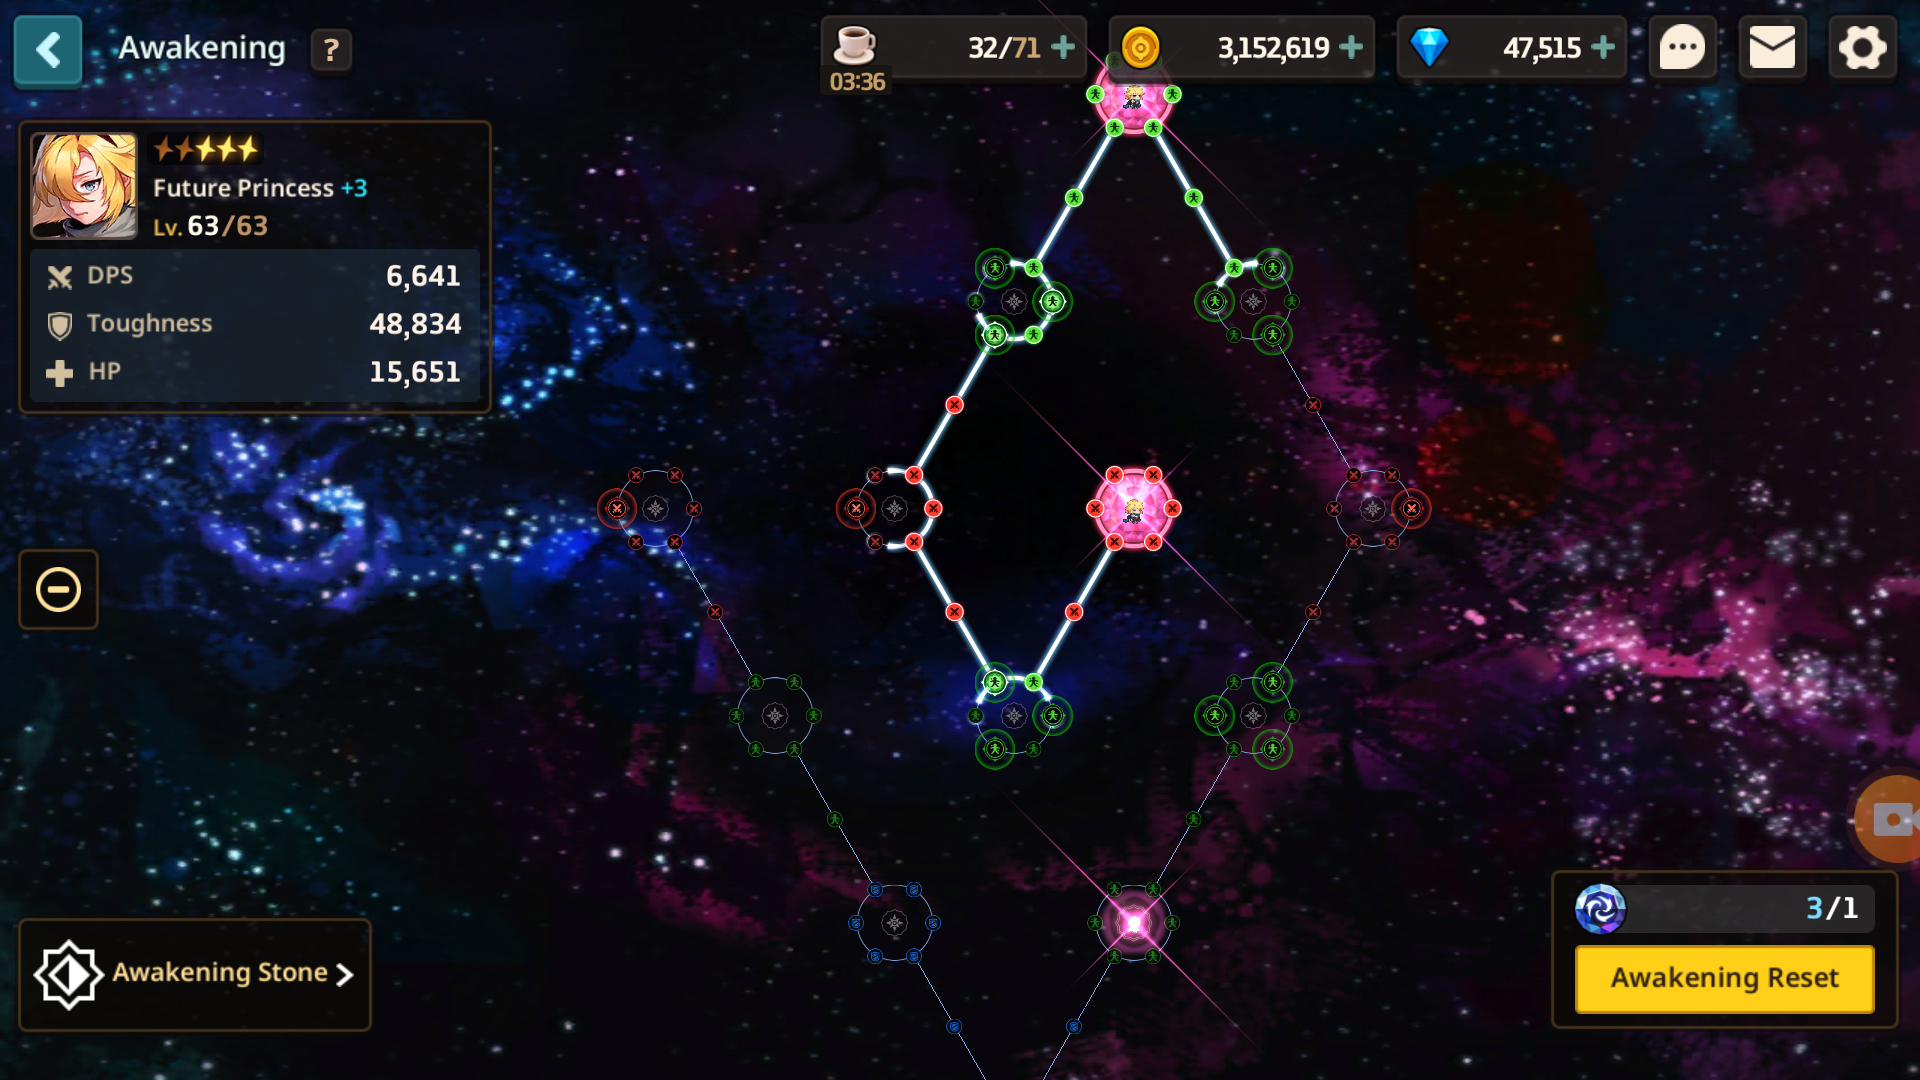 Awakening ?
32/71
03:36
3,152,619
47,515
Future Princess +3
Lv. 63/63
DPS 6,641
Toughness 48,834
HP 15,651
3/1
Awakening Stone
Awakening Reset